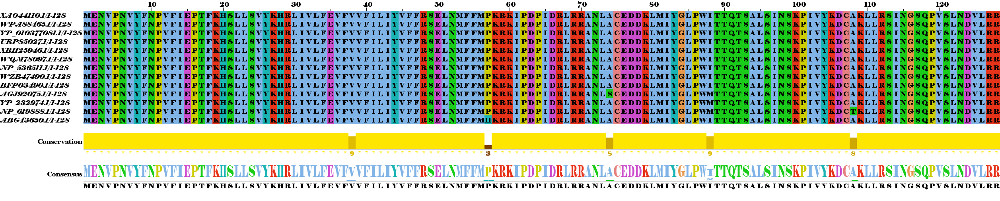 10 20 30 40 50 60 70 80 90 100 110 120
XAO44110.1/1-128 MENVPNVYFNPVFIEPTFKHSLLSVYKHRLIVLFEVFVVFILIYVFFRSELNMFFMPKRKIPDPIDRLRRANLACEDDKLMIYGLPWITTQTSALSINSKPIVYKDCAKLLRSINGSQPVSLNDVLRR
WPA88465.1/1-128 MENVPNVYFNPVFIEPTFKHSLLSVYKHRLIVLFEVFVVFILIYVFFRSELNMFFMPKRKIPDPIDRLRRANLACEDDKLMIYGLPWITTQTSALSINSKPIVYKDCAKLLRSINGSQPVSLNDVLRR
YP_010377081.1/1-128 MENVPNVYFNPVFIEPTFKHSLLSVYKHRLIVLFEVFVVFILIYVFFRSELNMFFMPKRKIPDPIDRLRRANLACEDDKLMIYGLPWITTQTSALSINSKPIVYKDCAKLLRSINGSQPVSLNDVLRR
URP85027.1/1-128 MENVPNVYFNPVFIEPTFKHSLLSVYKHRLIVLFEVFVVFILIYVFFRSELNMFFMPKRKIPDPIDRLRRANLACEDDKLMIYGLPWITTQTSALSINSKPIVYKDCAKLLRSINGSQPVSLNDVLRR
XBH25946.1/1-128 MENVPNVYFNPVFIEPTFKHSLLSVYKHRLIVLFEVFVVFILIYVFFRSELNMFFMPKRKIPDPIDRLRRANLACEDDKLMIYGLPWITTQTSALSINSKPIVYKDCAKLLRSINGSQPVSLNDVLRR
WQM78097.1/1-128 MENVPNVYFNPVFIEPTFKHSLLSVYKHRLIVLFEVFVVFILIYVFFRSELNMFFMPKRKIPDPIDRLRRANLACEDDKLMIYGLPWITTQTSALSINSKPIVYKDCAKLLRSINGSQPVSLNDVLRR
NP_536511.1/1-128 MENVPNVYFNPVFIEPTFKHSLLSVYKHRLIVLFEVFVVFILIYVFFRSELNMFFMPKRKIPDPIDRLRRANLACEDDKLMIYGLPWITTQTSALSINSKPIVYKDCAKLLRSINGSQPVSLNDVLRR
WZB47490.1/1-128 MENVPNVYFNPVFIEPTFKHSLLSVYKHRLIVLFEVFVVFILIYVFFRSELNMFFMPKRKIPDPIDRLRRANLACEDDKLMIYGLPWITTQTSALSINSKPIVYKDCAKLLRSINGSQPVSLNDVLRR
BFP03490.1/1-128 MENVPNVYFNPVFIEPTFKHSLLSVYKHRLIVLFEVFVVFILIYVFFRSELNMFFMPKRKIPDPIDRLRRANLACEDDKLMIYGLPWITTQTSALSINSKPIVYKDCAKLLRSINGSQPVSLNDVLRR
AGJ92075.1/1-128 MENVPNVYFNPVFIEPTFKHSLLSVYKHRLIVLFEVFIVFILIYVFFRSELNMFFMPKRKIPDPIDRLRRANLSCEDDKLMIYGLPWMTTQTSALSINSKPIVYKDCAKLLRSINGSQPVSLNDVLRR
YP_232974.1/1-128 MENVPNVYFNPVFIEPTFKHSLLSVYKHRLIVLFEVFVVFILIYVFFRSELNMFFMPKRKIPDPIDRLRRANLACEDDKLMIYGLPWMTTQTSALSINSKPIVYKDCAKLLRSINGSQPVSLNDVLRR
NP_619888.1/1-128 MENVPNVYFNPVFIEPTFKHSLLSVYKHRLIVLFEVFVVFILIYVFFRSELNMFFMPKRKIPDPIDRLRRANLACEDDKLMIYGLPWMTTQTSALSINSKPIVYKDCTKLLRSINGSQPVSLNDVLRR
ABG43650.1/1-128 MENVPNVYFNPVFIEPTFKHSLLSVYKHRLIVLFEVFVVFILIYVFFRSELNMFFMHKRKIPDPIDRLRRANLACEDDKLMIYGLPWITTQTSALSINSKPIVYKDCAKLLRSINGSQPVSLNDVLRR
Conservation
*************************************9******************3****************8*************9*******************8********************
Consensus MENVPNVYFNPVFIEPTFKHSLLSVYKHRLIVLFEVFVVFILIYVFFRSELNMFFMPKRKIPDPIDRLRRANLACEDDKLMIYGLPWITTQTSALSINSKPIVYKDCAKLLRSINGSQPVSLNDVLRR
M
MENVPNVYFNPVFIEPTFKHSLLSVYKHRLIVLFEVFVVFILIYVFFRSELNMFFMPKRKIPDPIDRLRRANLACEDDKLMIYGLPWITTQTSALSINSKPIVYKDCAKLLRSINGSQPVSLNDVLRR